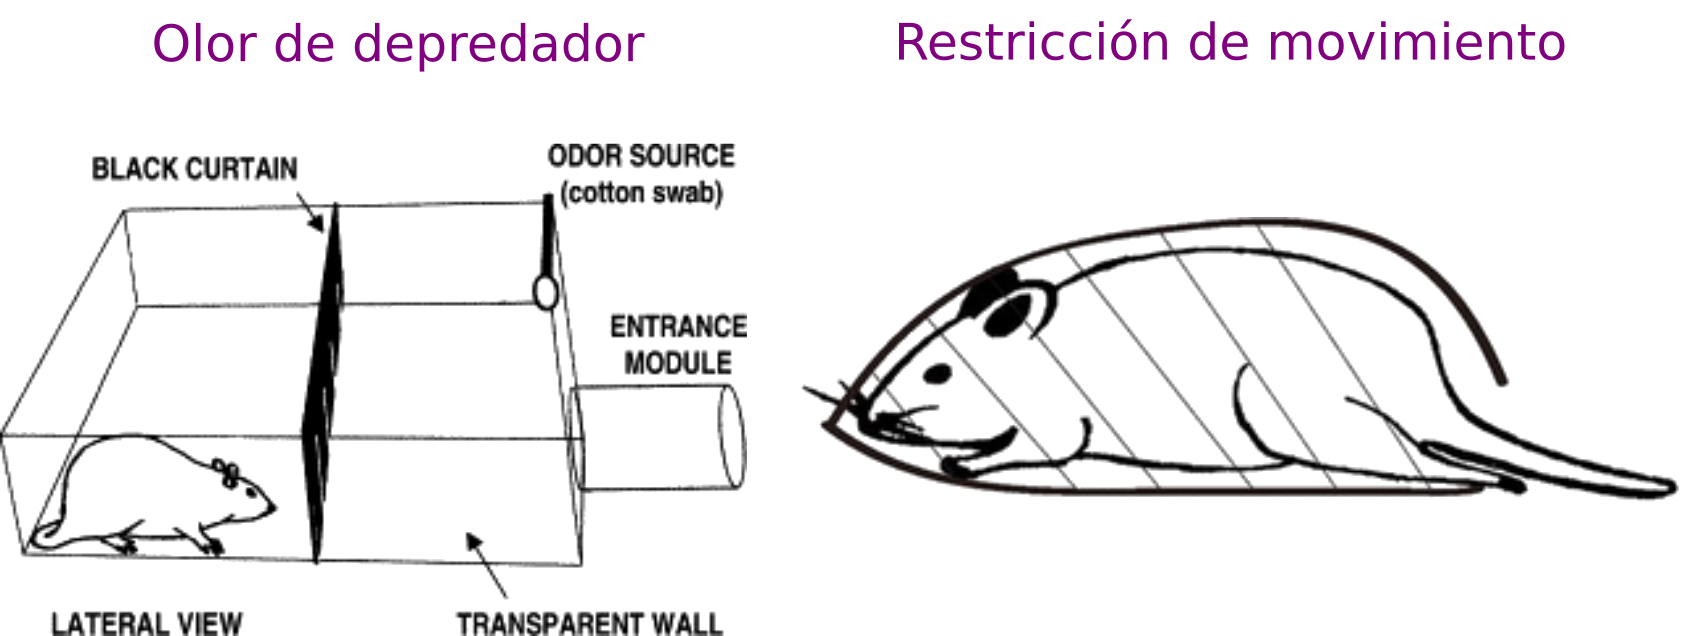 Olor de depredador
Restricción de movimiento
BLACK CURTAIN
ODOR SOURCE
(cotton swab)
ENTRANCE
MODULE
LATERAL VIEW
TRANSPARENT WALL